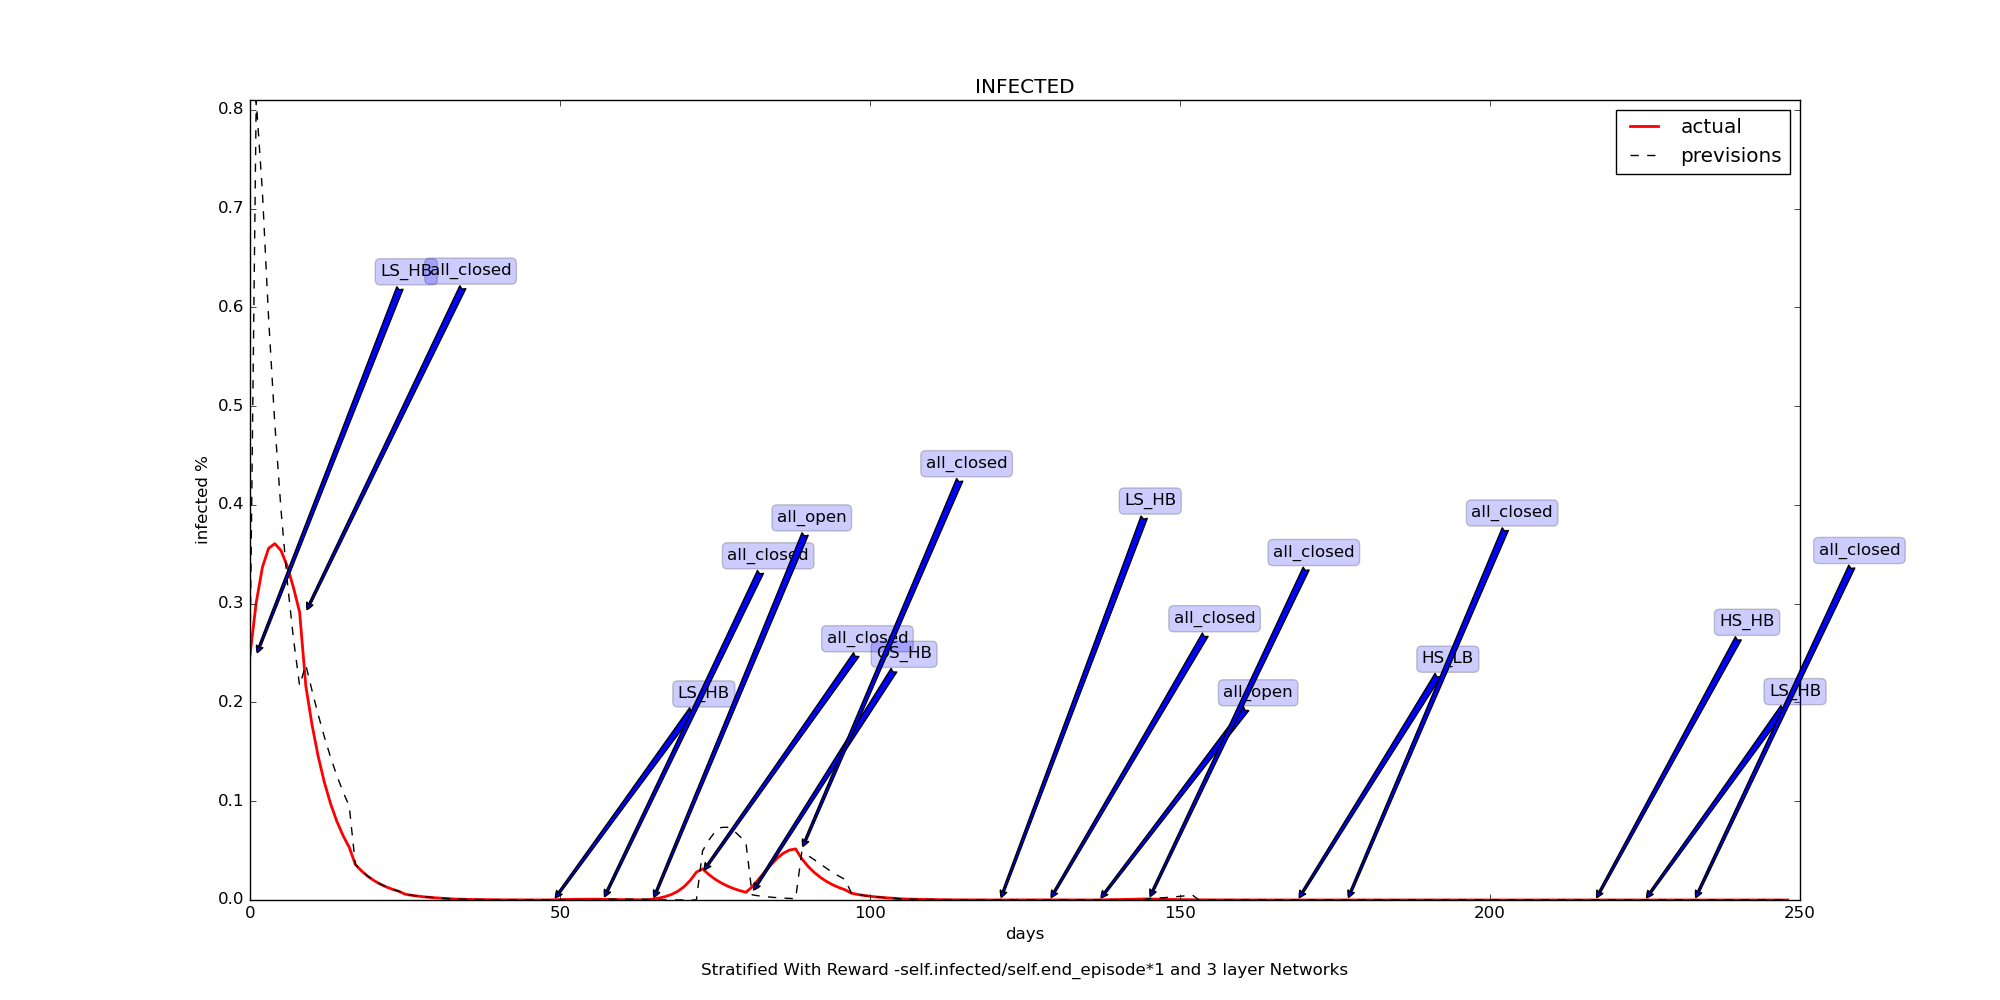 INFECTED
actual
previsions
0.8
0.7
0.6
0.5
0.4
0.3
0.2
0.1
0.0
infected %
LS_HB
all_closed
all_closed
all_open
all_closed
all_closed
LS_HB
LS_HB
all_closed
all_closed
all_open
all_closed
HS_LB
HS_HB
all_closed
LS_HB
0
50
100
150
200
250
days
Stratified With Reward -self.infected/self.end_episode*1 and 3 layer Networks